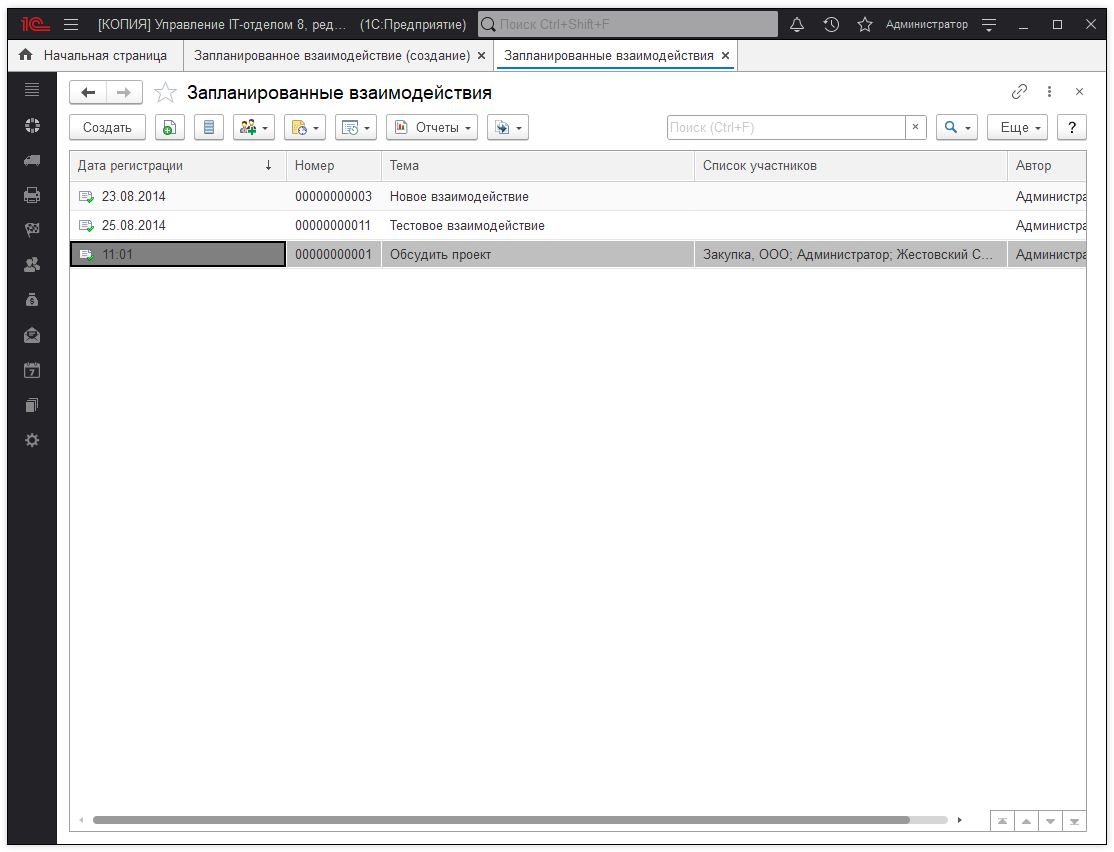 1С [КОПИЯ] Управление IT-отделом 8, ред... (1С:Предприятие) Поиск Ctrl+Shift+F Администратор
Начальная страница Запланированное взаимодействие (создание) × Запланированные взаимодействия ×
Запланированные взаимодействия
Создать Отчеты Поиск (Ctrl+F) × Еще ?
Дата регистрации ↓ Номер Тема Список участников Автор
23.08.2014 00000000003 Новое взаимодействие Администра
25.08.2014 00000000011 Тестовое взаимодействие Администра
11:01 00000000001 Обсудить проект Закупка, ООО; Администратор; Жестовский С... Администра
7